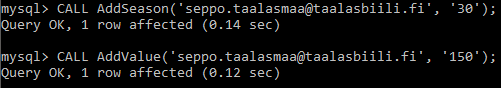 mysql> CALL AddSeason('seppo.taalasmaa@taalasbiili.fi', '30');
Query OK, 1 row affected (0.14 sec)
mysql> CALL AddValue('seppo.taalasmaa@taalasbiili.fi', '150');
Query OK, 1 row affected (0.12 sec)